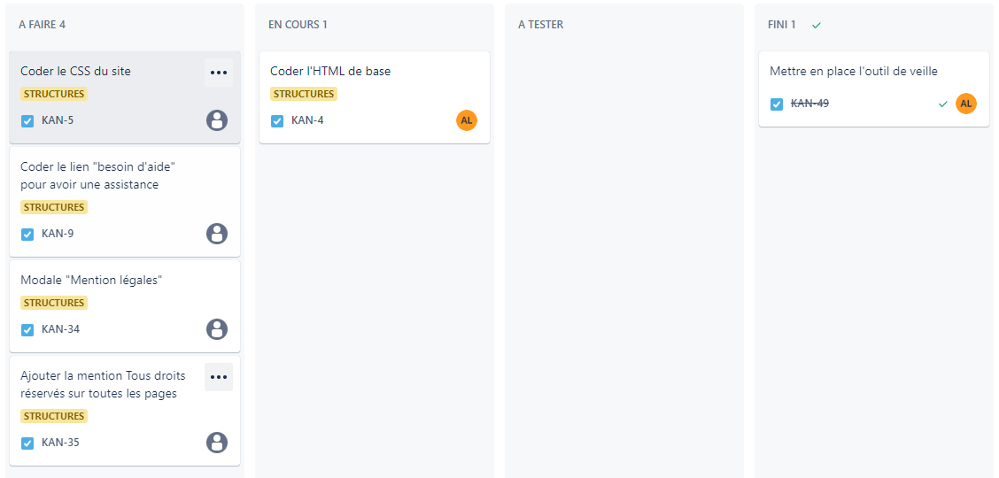 A FAIRE 4
Coder le CSS du site
STRUCTURES
KAN-5
Coder le lien "besoin d'aide"
pour avoir une assistance
STRUCTURES
KAN-9
Modale "Mention légales"
STRUCTURES
KAN-34
Ajouter la mention Tous droits
réservés sur toutes les pages
STRUCTURES
KAN-35
EN COURS 1
Coder l'HTML de base
STRUCTURES
KAN-4
AL
A TESTER
FINI 1
Mettre en place l'outil de veille
KAN-49
AL